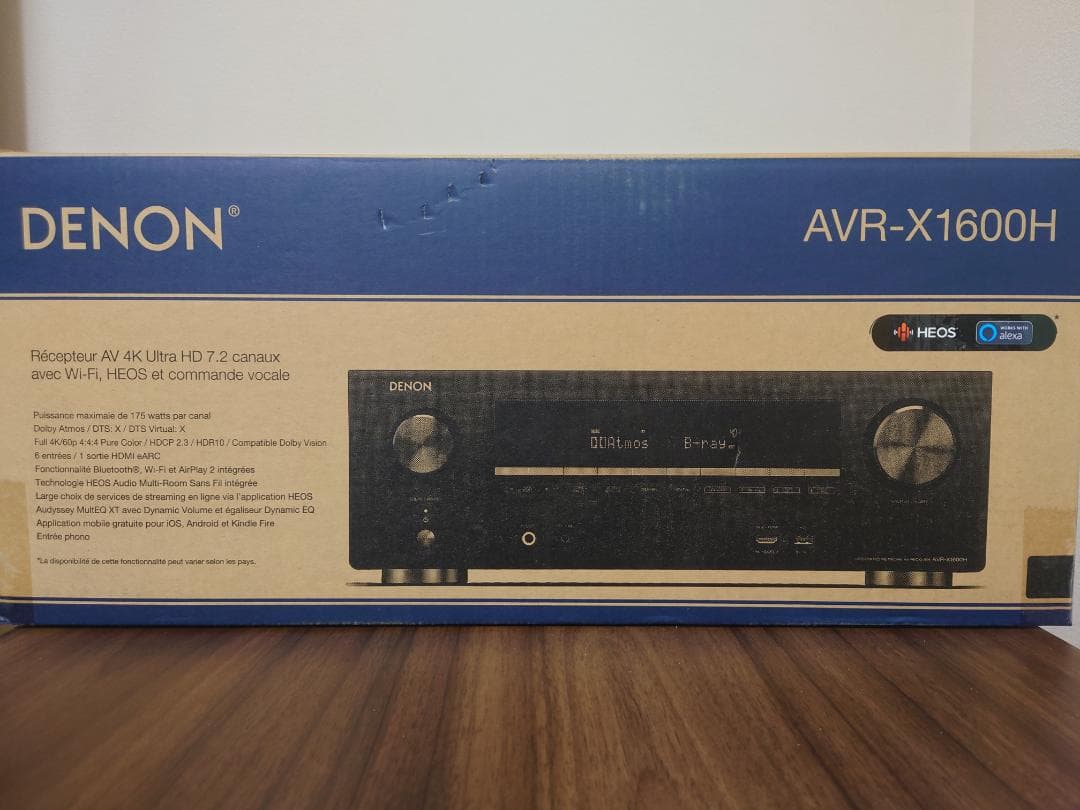 DENON®
AVR-X1600H
HEOS
WORKS WITH
alexa
*
Récepteur AV 4K Ultra HD 7.2 canaux
avec Wi-Fi, HEOS et commande vocale
Puissance maximale de 175 watts par canal
Dolby Atmos / DTS: X / DTS Virtual: X
Full 4K/60p 4:4:4 Pure Color / HDCP 2.3 / HDR10 / Compatible Dolby Vision
6 entrées / 1 sortie HDMI eARC
Fonctionnalité Bluetooth®, Wi-Fi et AirPlay 2 intégrées
Technologie HEOS Audio Multi-Room Sans Fil intégrée
Large choix de services de streaming en ligne via l'application HEOS
Audyssey MultEQ XT avec Dynamic Volume et égaliseur Dynamic EQ
Application mobile gratuite pour iOS, Android et Kindle Fire
Entrée phono
*La disponibilité de cette fonctionnalité peut varier selon les pays.
DENON
Atmos B-ray
AVR-X1600H